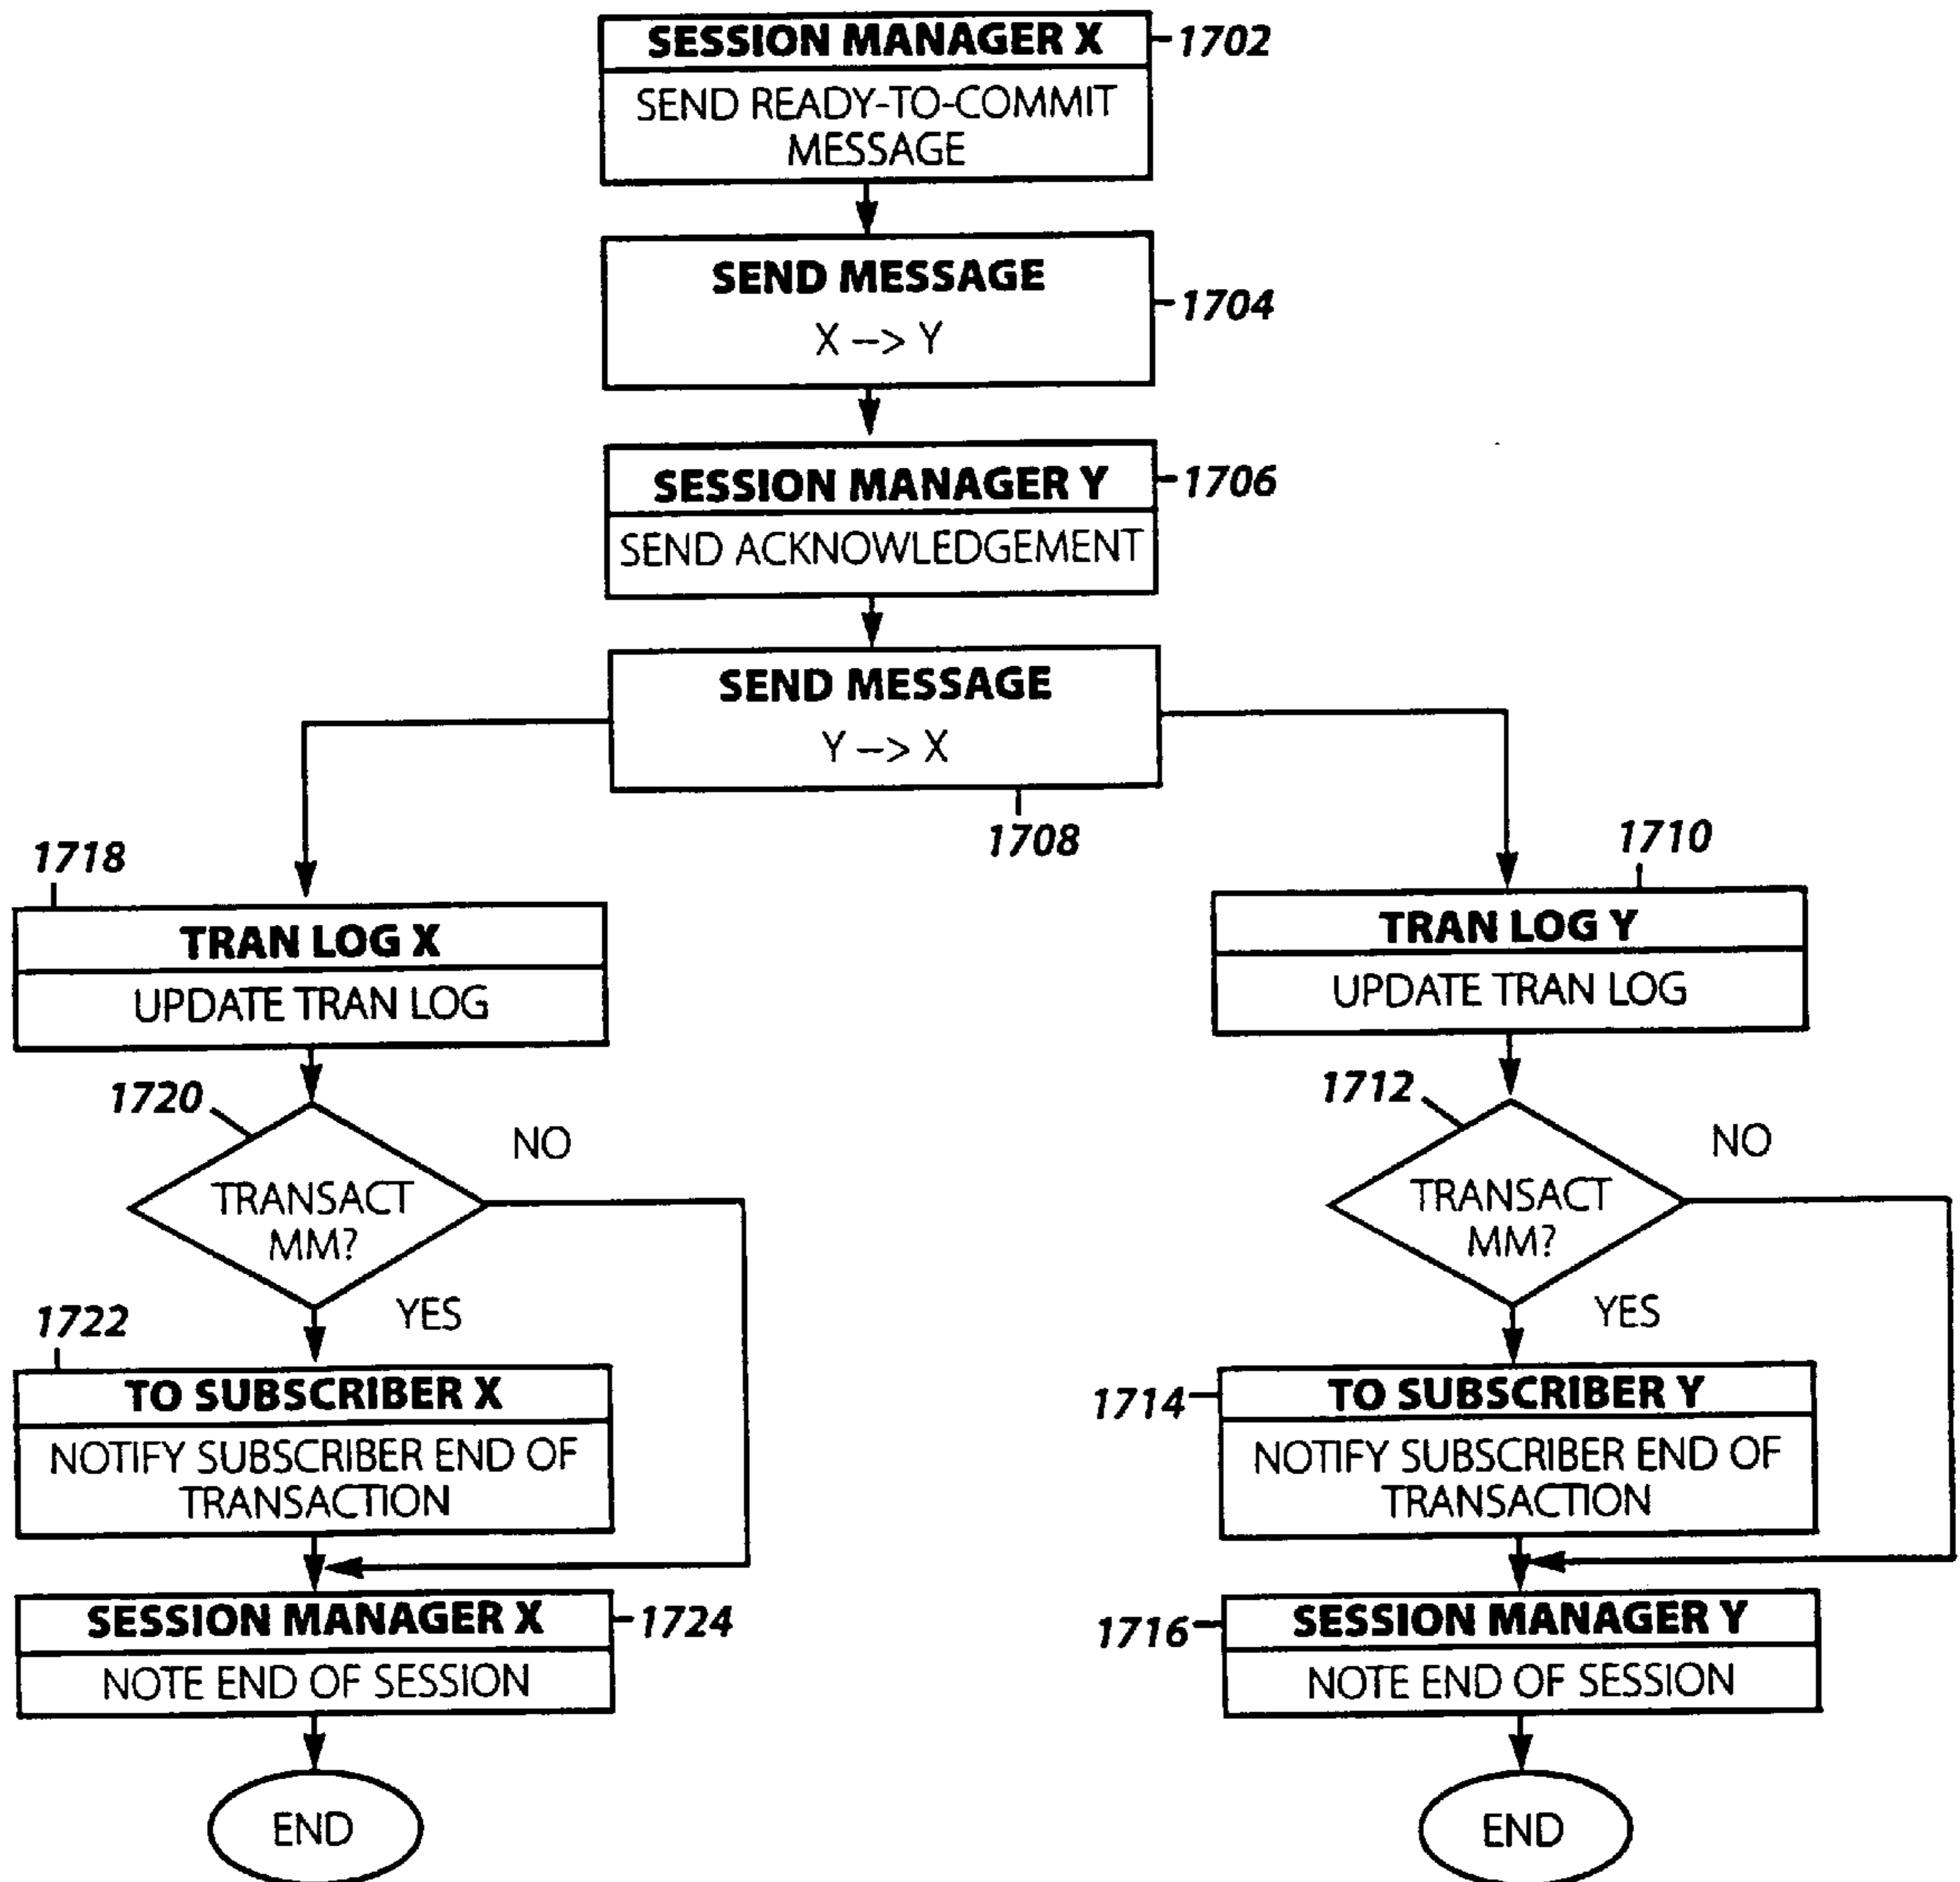 SESSION MANAGER X
1702
SEND READY-TO-COMMIT
MESSAGE
SEND MESSAGE
1704
X --> Y
SESSION MANAGER Y
1706
SEND ACKNOWLEDGEMENT
SEND MESSAGE
Y --> X
1708
1718
TRAN LOG X
UPDATE TRAN LOG
1720
NO
TRANSACT
MM?
YES
1722
TO SUBSCRIBER X
NOTIFY SUBSCRIBER END OF
TRANSACTION
SESSION MANAGER X
1724
NOTE END OF SESSION
END
1710
TRAN LOG Y
UPDATE TRAN LOG
1712
NO
TRANSACT
MM?
YES
1714
TO SUBSCRIBER Y
NOTIFY SUBSCRIBER END OF
TRANSACTION
1716
SESSION MANAGER Y
NOTE END OF SESSION
END